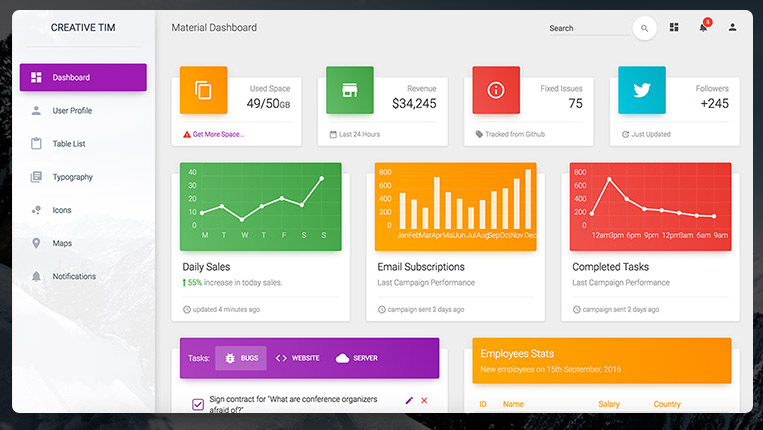 CREATIVE TIM
Dashboard
User Profile
Table List
Typography
Icons
Maps
Notifications
Material Dashboard
Search
5
Used Space
49/50GB
Get More Space...
Revenue
$34,245
Last 24 Hours
Fixed Issues
75
Tracked from Github
Followers
+245
Just Updated
40
30
20
10
0
M T W T F S S
Daily Sales
55% increase in today sales.
updated 4 minutes ago
800
600
400
200
0
JanFebMarAprMaiJunJulAugSepOctNovDec
Email Subscriptions
Last Campaign Performance
campaign sent 2 days ago
800
600
400
200
0
12am3pm 6pm 9pm 12pm3am 6am 9am
Completed Tasks
Last Campaign Performance
campaign sent 2 days ago
Tasks: BUGS WEBSITE SERVER
Sign contract for "What are conference organizers
afraid of?"
Employees Stats
New employees on 15th September, 2016
ID Name Salary Country